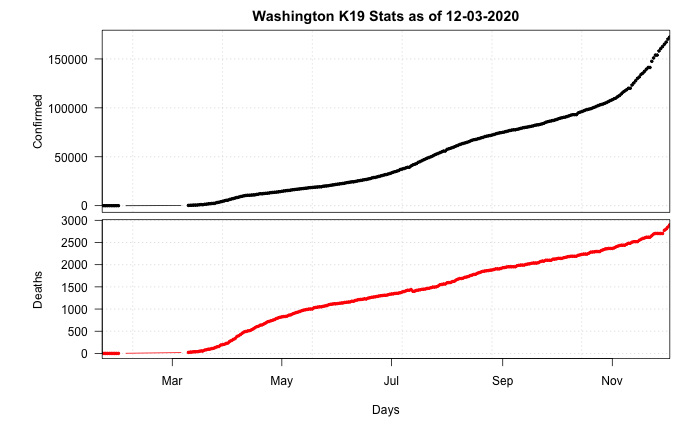 Washington K19 Stats as of 12-03-2020
Confirmed
150000
100000
50000
0
Deaths
3000
2500
2000
1500
1000
500
0
Mar May Jul Sep Nov
Days